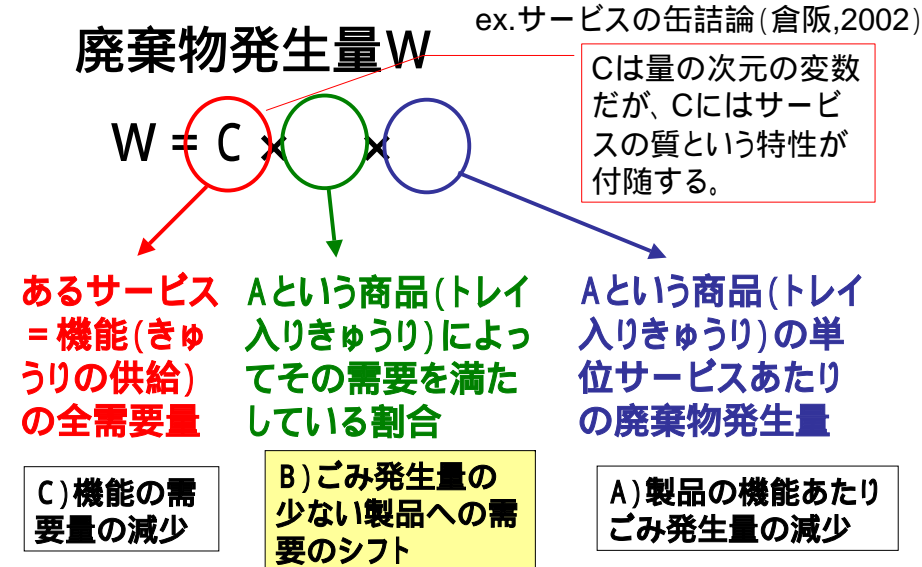 ex.サービスの缶詰論(倉阪,2002)
廃棄物発生量W
Cは量の次元の変数
だが、Cにはサービ
スの質という特性が
付随する。
W = C × ×
あるサービス
=機能(きゅ
うりの供給)
の全需要量
Aという商品(トレイ
入りきゅうり)によっ
てその需要を満た
している割合
Aという商品(トレイ
入りきゅうり)の単
位サービスあたり
の廃棄物発生量
C)機能の需
要量の減少
B)ごみ発生量の
少ない製品への需
要のシフト
A)製品の機能あたり
ごみ発生量の減少